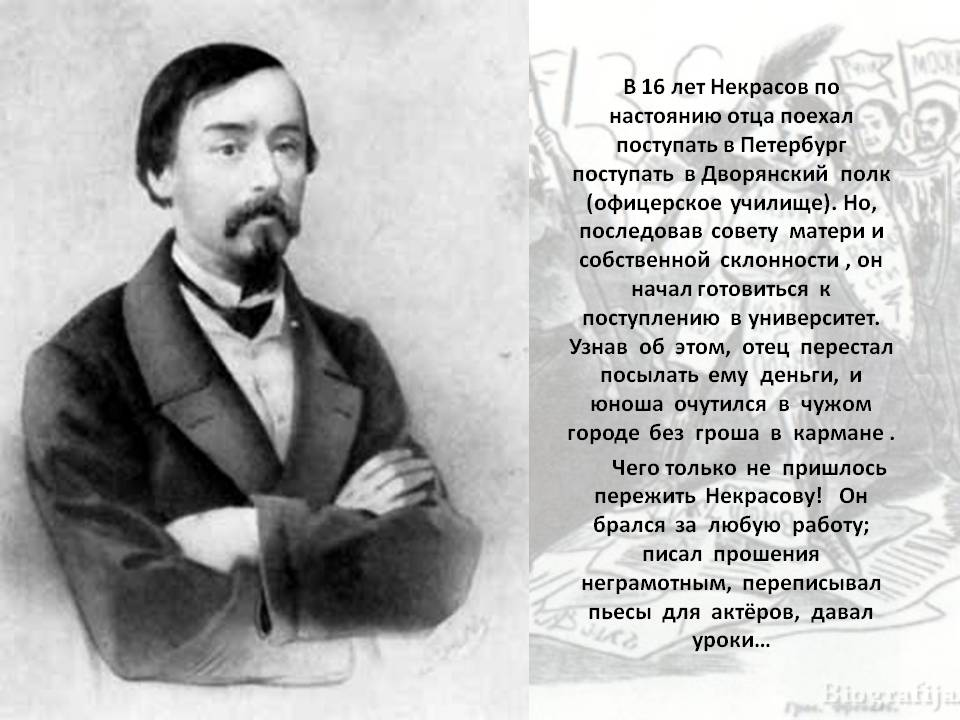 В 16 лет Некрасов по
настоянию отца поехал
поступать в Петербург
поступать в Дворянский полк
(офицерское училище). Но,
последовав совету матери и
собственной склонности , он
начал готовиться к
поступлению в университет.
Узнав об этом, отец перестал
посылать ему деньги, и
юноша очутился в чужом
городе без гроша в кармане .
Чего только не пришлось
пережить Некрасову! Он
брался за любую работу;
писал прошения
неграмотным, переписывал
пьесы для актёров, давал
уроки...
Biografija